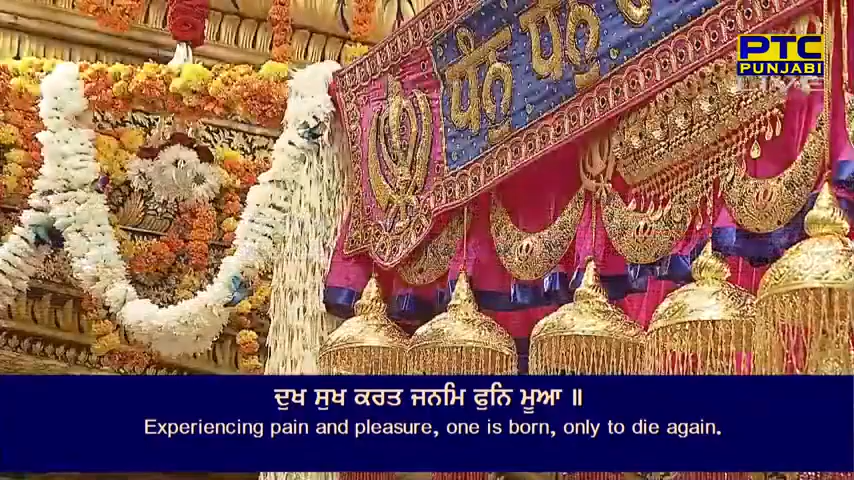 PTC
PUNJABI
ਧੰਨੁ ਧੰਨੁ
ਦੁਖ ਸੁਖ ਕਰਤ ਜਨਮਿ ਫੁਨਿ ਮੂਆ ॥
Experiencing pain and pleasure, one is born, only to die again.